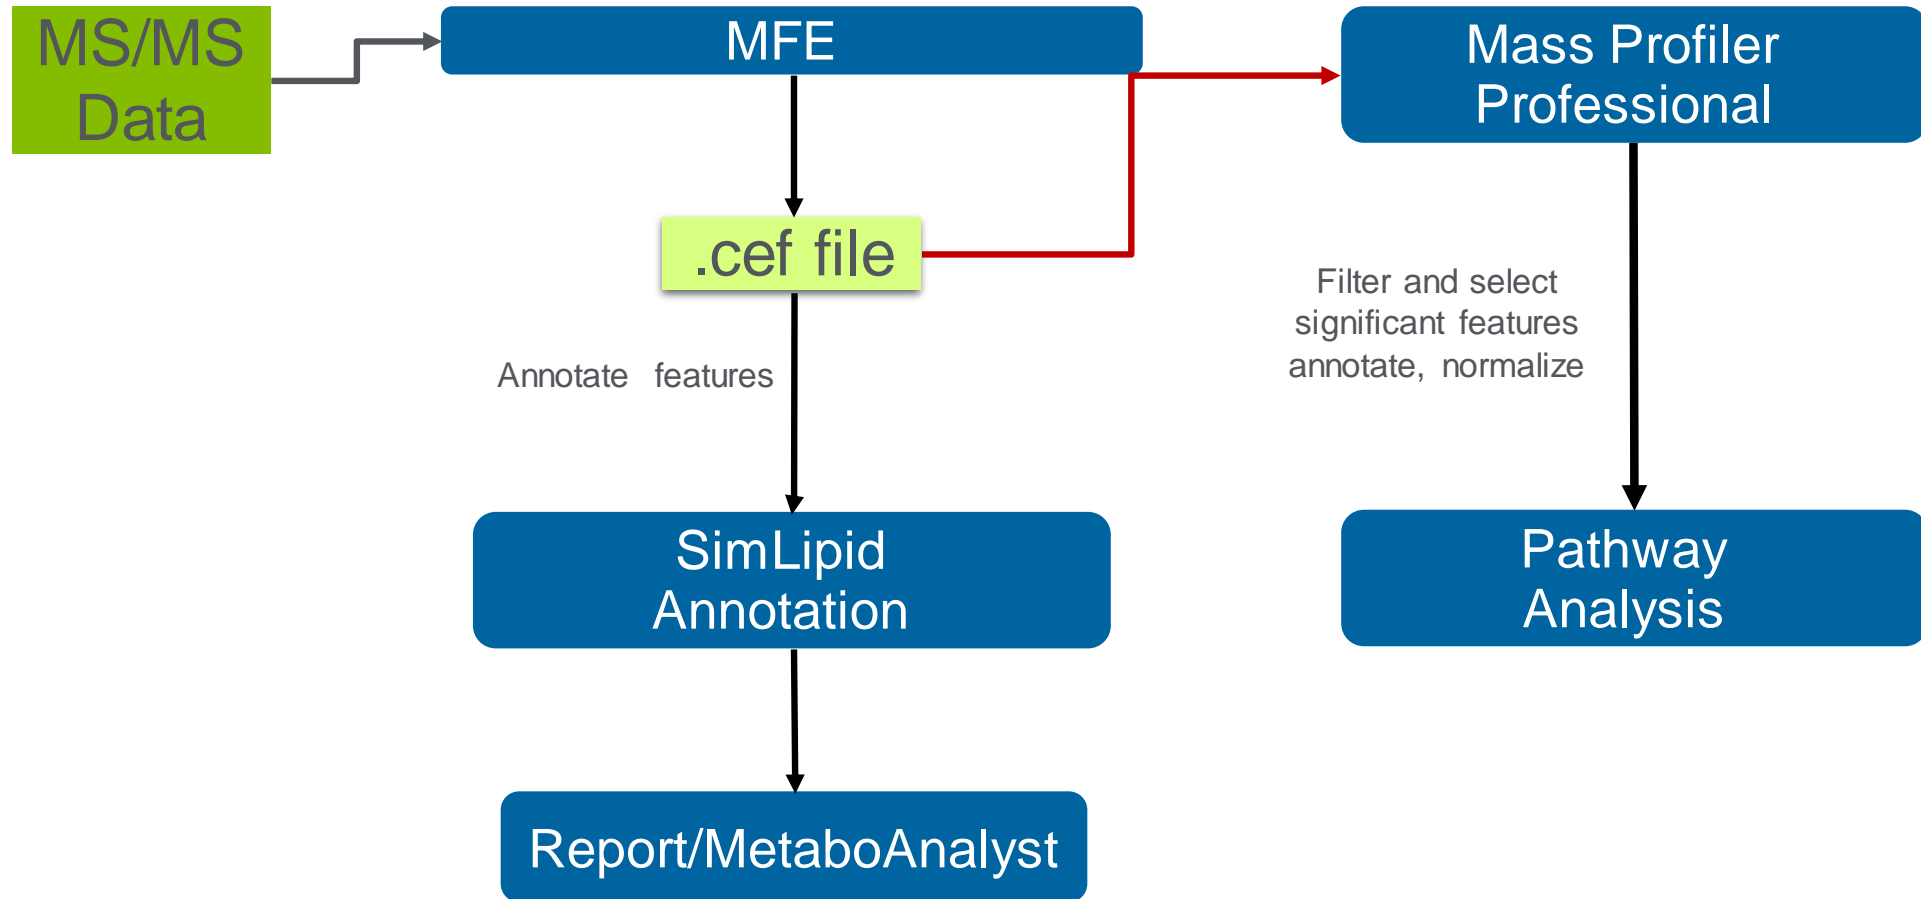 MS/MS
Data
MFE
Mass Profiler
Professional
.cef file
Annotate features
Filter and select
significant features
annotate, normalize
SimLipid
Annotation
Pathway
Analysis
Report/MetaboAnalyst